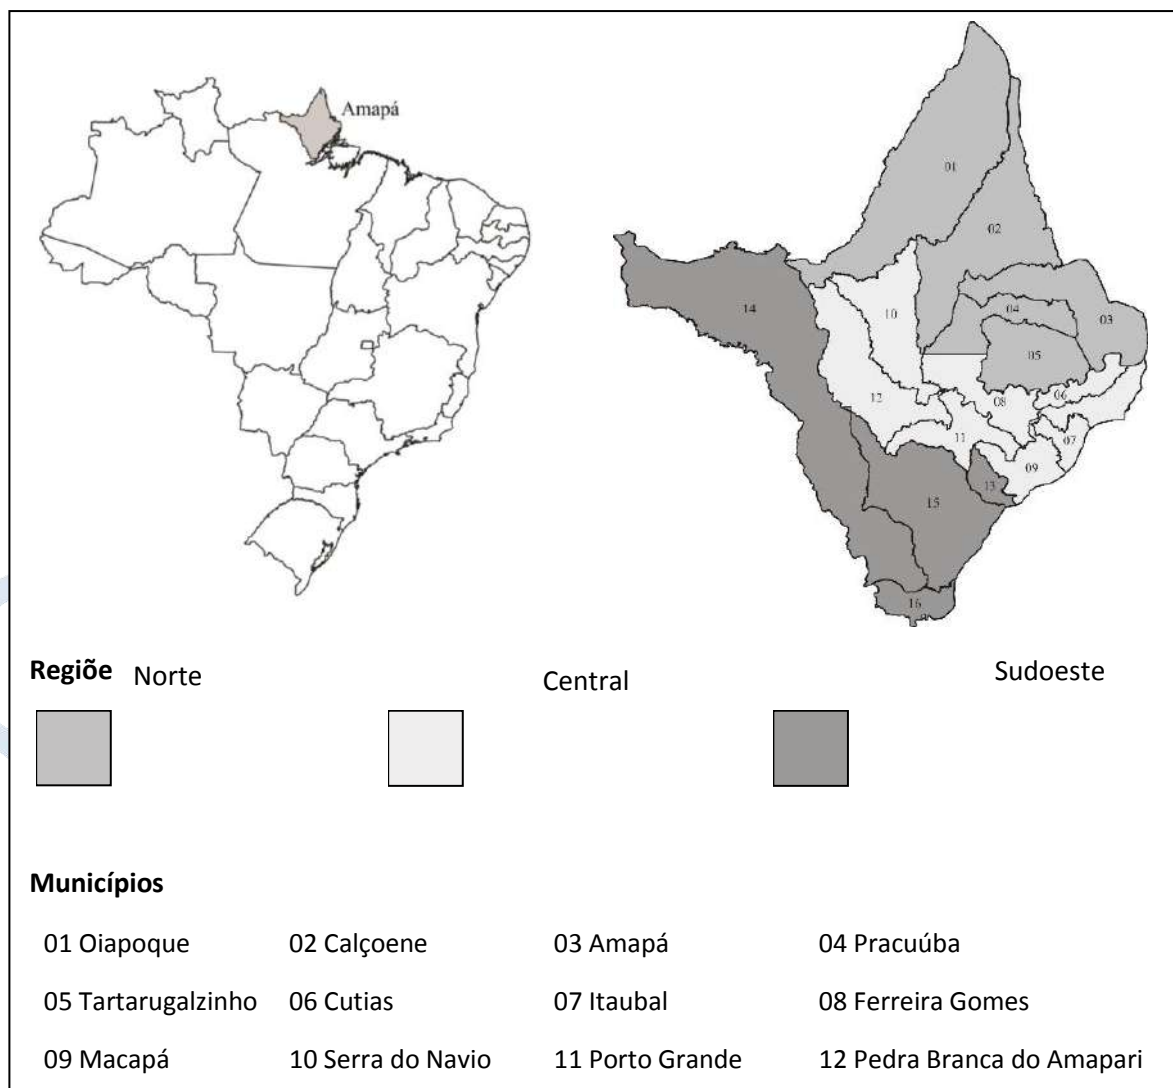 Amapá
01
02
03
04
05
06
07
08
09
10
11
12
13
14
15
16
Regiõe Norte Central Sudoeste
Municípios
01 Oiapoque 02 Calçoene 03 Amapá 04 Pracuúba
05 Tartarugalzinho 06 Cutias 07 Itaubal 08 Ferreira Gomes
09 Macapá 10 Serra do Navio 11 Porto Grande 12 Pedra Branca do Amapari